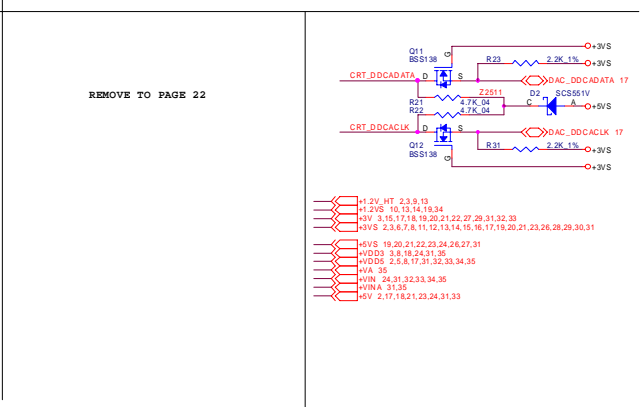 REMOVE TO PAGE 22
Q11
BSS138
G
+3VS
R23
2.2K_1%
+3VS
CRT_DDCADATA
D
S
DAC_DDCADATA 17
Z2511
D2
SCS551V
R21
4.7K_04
C
A
+5VS
R22
4.7K_04
CRT_DDCACLK
D
S
DAC_DDCACLK 17
Q12
BSS138
R31
2.2K_1%
+3VS
G
+3VS
+1.2V_HT 2,3,9,13
+1.2VS 10,13,14,19,34
+3V 3,15,17,18,19,20,21,22,27,29,31,32,33
+3VS 2,3,6,7,8,11,12,13,14,15,16,17,19,20,21,23,26,28,29,30,31
+5VS 19,20,21,22,23,24,26,27,31
+VDD3 3,8,18,24,31,35
+VDD5 2,5,8,17,31,32,33,34,35
+VA 35
+VIN 24,31,32,33,34,35
+VINA 31,35
+5V 2,17,18,21,23,24,31,33